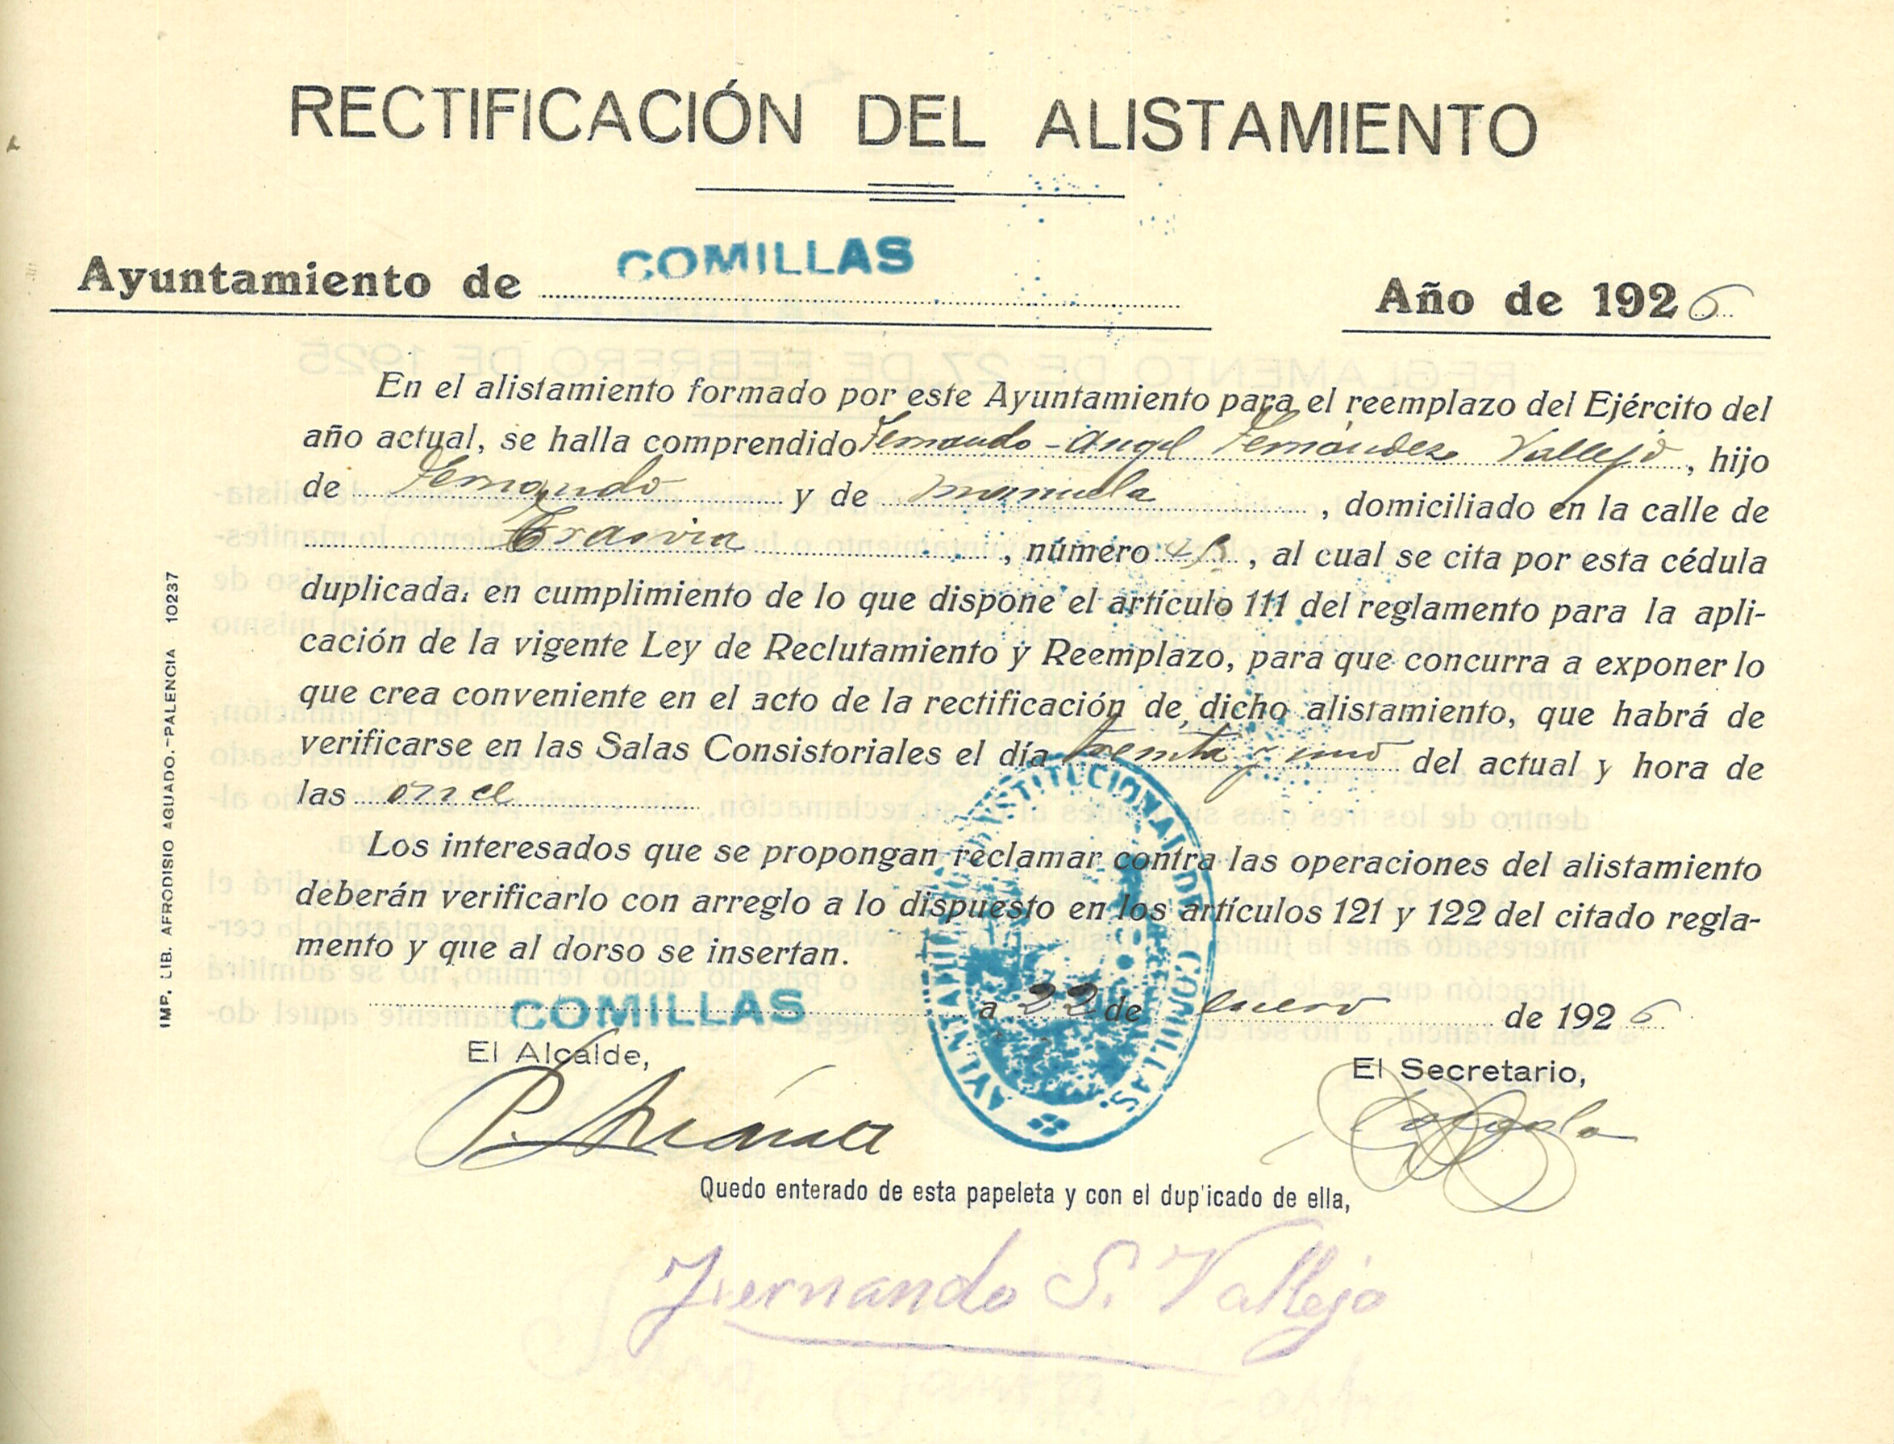 RECTIFICACIÓN DEL ALISTAMIENTO
Ayuntamiento de COMILLAS Año de 1926
En el alistamiento formado por este Ayuntamiento para el reemplazo del Ejército del
año actual, se halla comprendido Fernando-Angel Fernández Vallejo, hijo
de Fernando y de Manuela, domiciliado en la calle de
Trasvia, número, al cual se cita por esta cédula
duplicada, en cumplimiento de lo que dispone el artículo 111 del reglamento para la apli-
cación de la vigente Ley de Reclutamiento y Reemplazo, para que concurra a exponer lo
que crea conveniente en el acto de la rectificación de dicho alistamiento, que habrá de
verificarse en las Salas Consistoriales el día treinta y uno del actual y hora de
las once
Los interesados que se propongan reclamar contra las operaciones del alistamiento
deberán verificarlo con arreglo a lo dispuesto en los artículos 121 y 122 del citado regla-
mento y que al dorso se insertan.
COMILLAS a 22 de enero de 1926
El Alcalde,
El Secretario,
AYUNTAMIENTO CONSTITUCIONAL DE COMILLAS.
Quedo enterado de esta papeleta y con el dup'icado de ella,
Fernando S. Vallejo
IMP. LIB. AFRODISIO AGUADO.-PALENCIA 10237